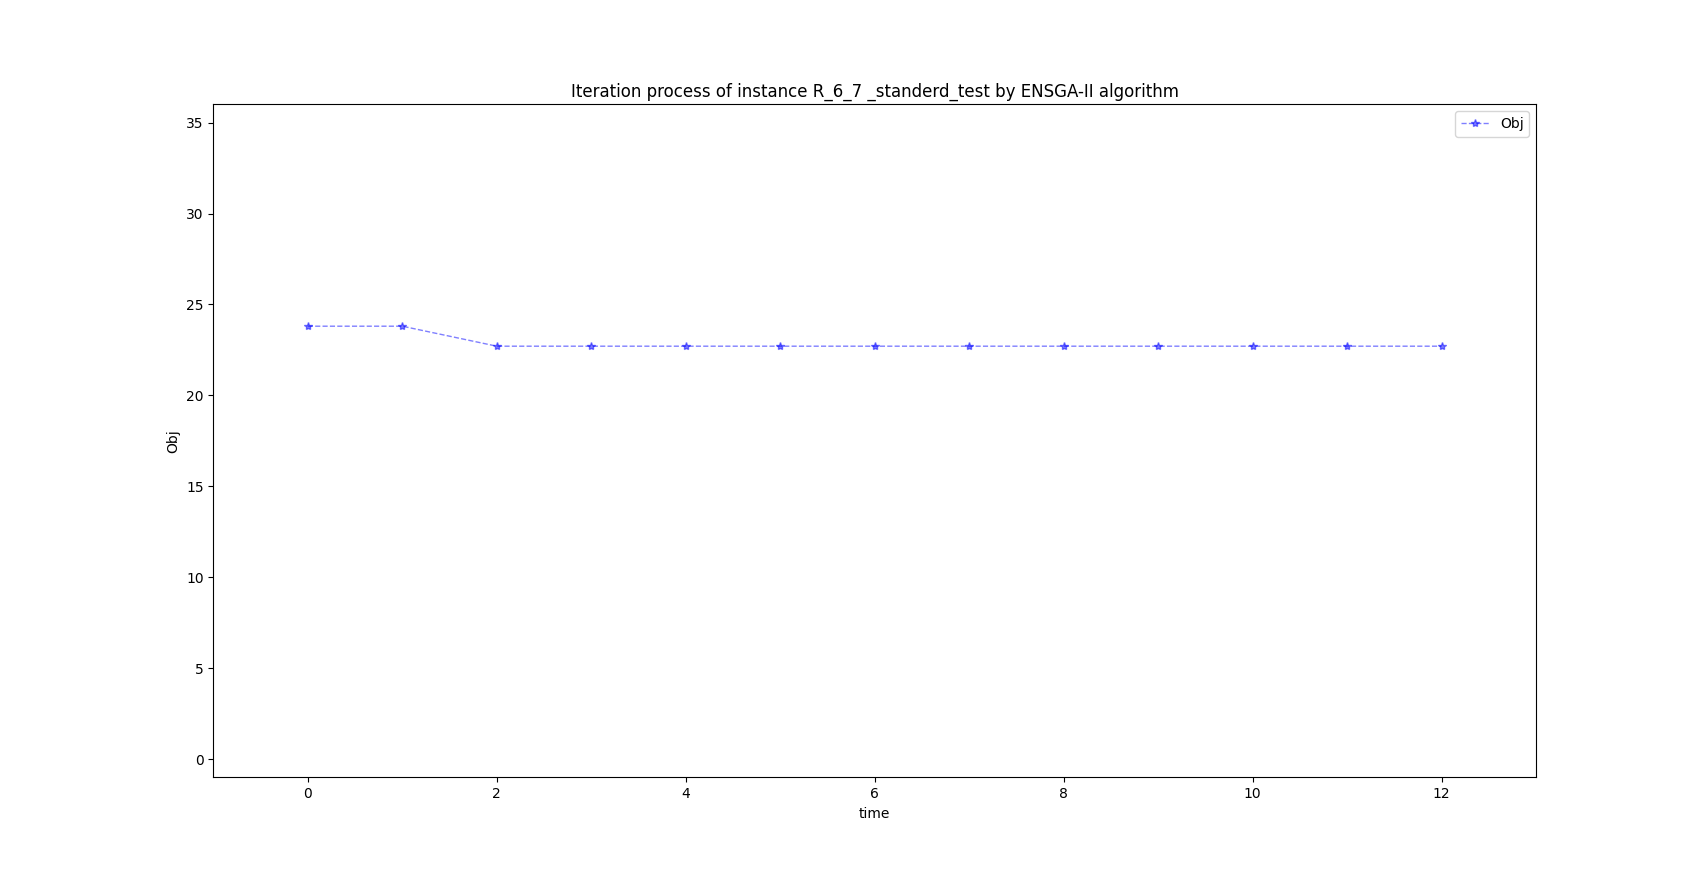 Iteration process of instance R_6_7 _standerd_test by ENSGA-II algorithm
Obj
35
30
25
20
15
10
5
0
Obj
0 2 4 6 8 10 12
time